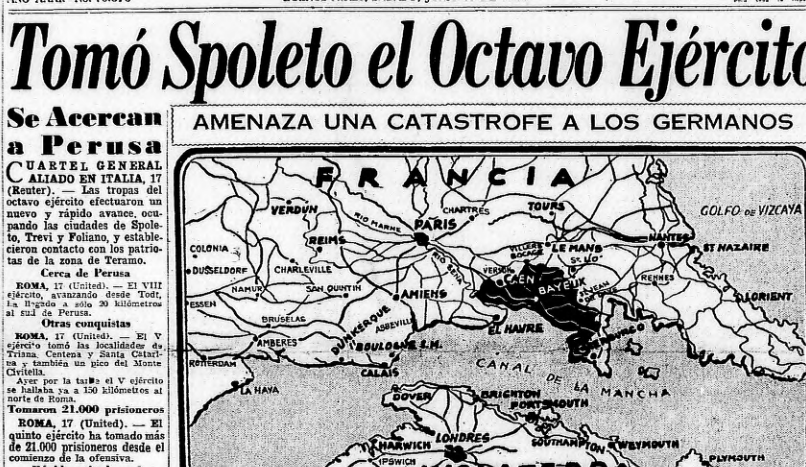 Tomó Spoleto el Octavo Ejércit
Se Acercan
a Perusa
CUARTEL GENERAL
ALIADO EN ITALIA, 17
(Reuter). — Las tropas del
octavo ejército efectuaron un
nuevo y rápido avance, ocu-
pando las ciudades de Spole-
to, Trevi y Foliano, y estable-
cieron contacto con los patrio-
tas de la zona de Teramo.
Cerca de Perusa
ROMA, 17 (United). — El VIII
ejército, avanzando desde Todt,
ha llegado a sólo 20 kilómetros
al sud de Perusa.
Otras conquistas
ROMA, 17 (United). — El V
ejército tomó las localidades de
Triana, Centena y Santa Catari-
na y también un pico del Monte
Civitella.
Ayer por la tarde el V ejército
se hallaba ya a 150 kilómetros al
norte de Roma.
Tomaron 21.000 prisioneros
ROMA, 17 (United). — El
quinto ejército ha tomado más
de 21.000 prisioneros desde el
comienzo de la ofensiva.
AMENAZA UNA CATASTROFE A LOS GERMANOS
FRANCIA
VERDUN
RIO MARNE
PARIS
CHARTRES
TOURS
GOLFO DE VIZCAYA
COLONIA
REIMS
RIO SENA
VILLERS
BOCAGE
LE MANS
ST LO
NANTES
ST NAZAIRE
DUSSELDORF
CHARLEVILLE
CAEN
BAYEUX
RENNES
ESSEN
NAMUR
SAN QUINTIN
AMIENS
LORIENT
BRUSELAS
ABBEVILLE
EL HAVRE
AMBERES
DUNKERQUE
BOULOGNE S.M.
ROTTERDAM
CALAIS
CANAL DE LA MANCHA
LA HAYA
DOVER
BRIGHTON
PORTSMOUTH
HARWICH
LONDRES
SOUTHAMPTON
WEYMOUTH
IPSWICH
PLYMOUTH